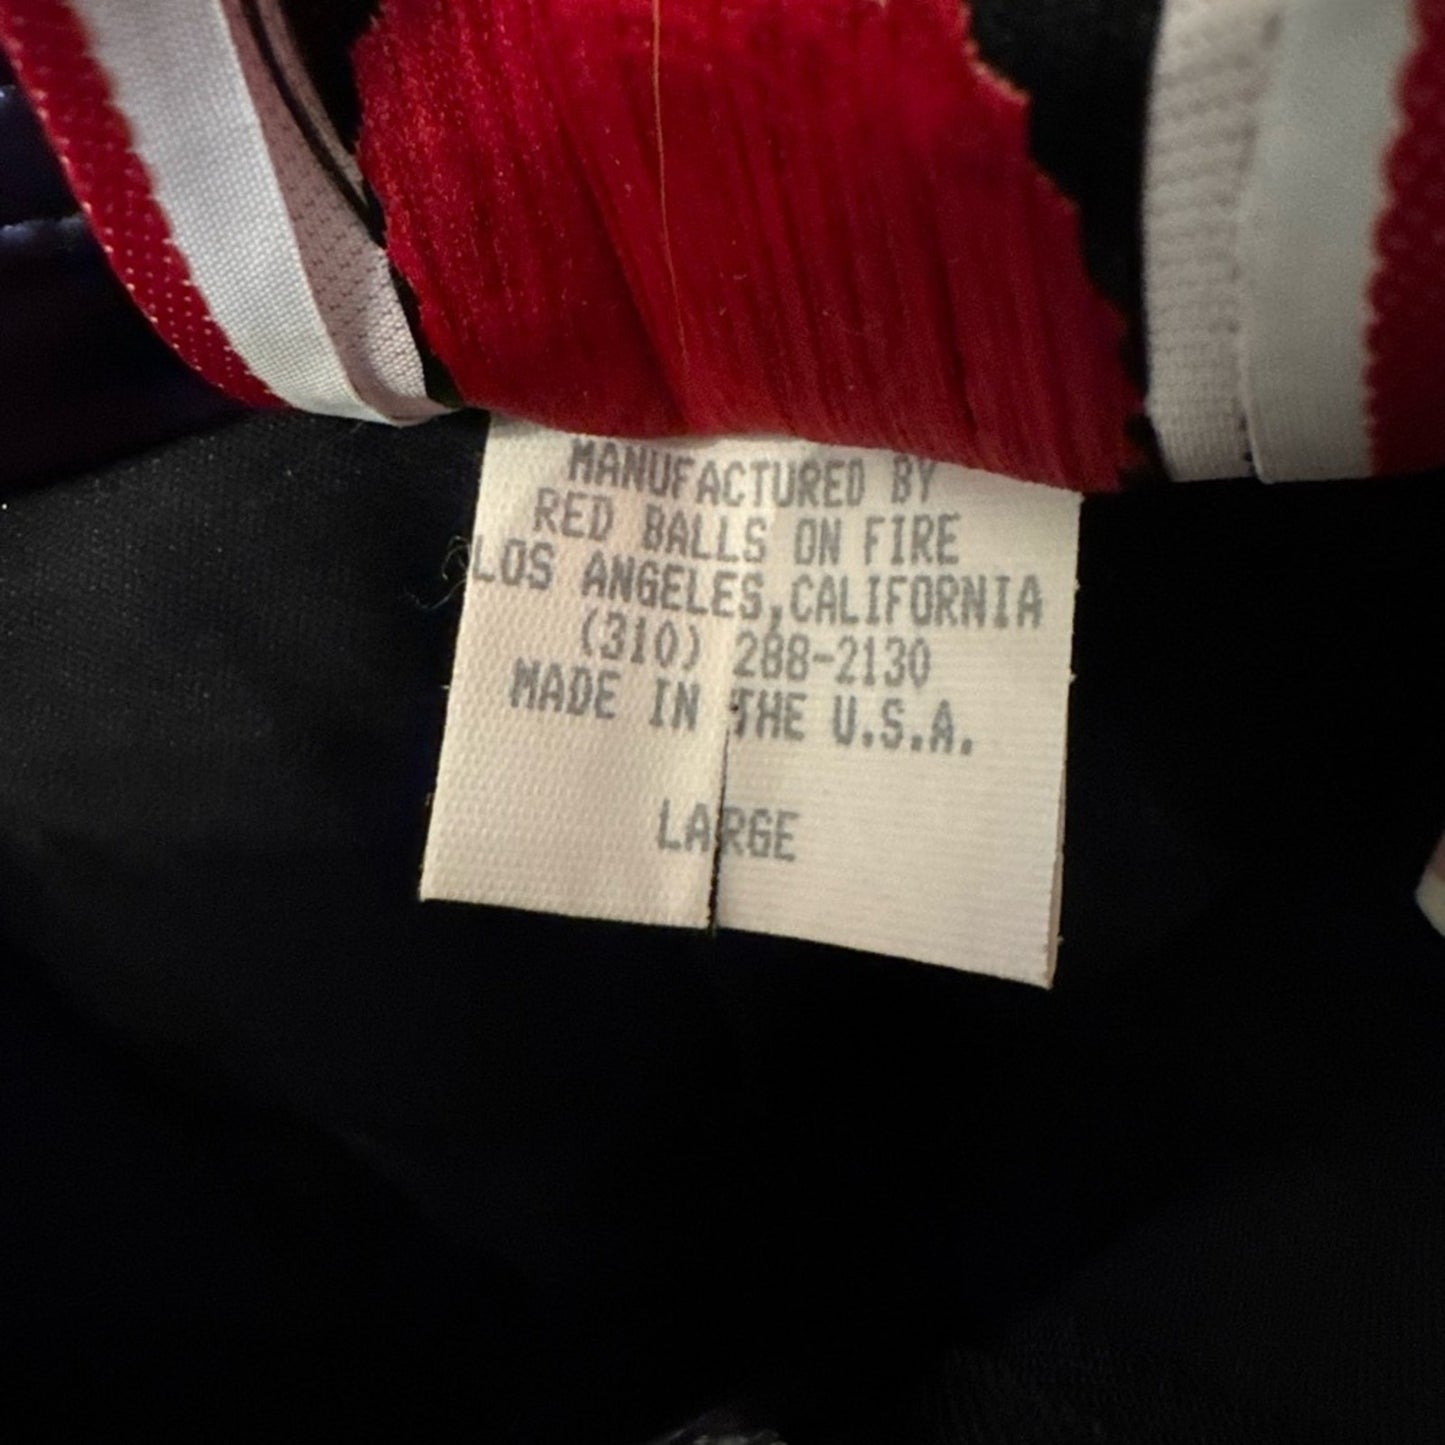 MANUFACTURED BY
RED BALLS ON FIRE
LOS ANGELES,CALIFORNIA
(310) 288-2130
MADE IN THE U.S.A.
LARGE